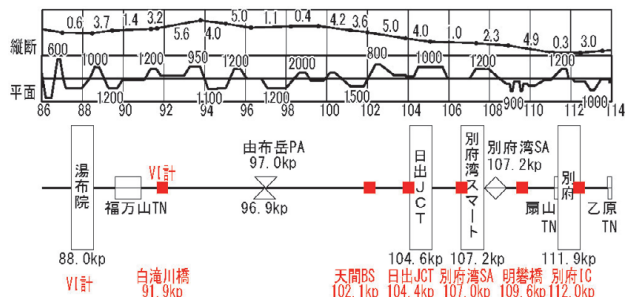 縦断
0.6 3.7 1.4 3.2 5.6 4.0 5.0 1.1 0.4 4.2 3.6 5.0 4.0 1.0 2.3 4.9 0.3 3.0
平面
600 1000 1200 950 1200 2000 800 1000 1200 1200
1200 1100 1200 1500 900 1000
86 88 90 92 94 96 98 100 102 104 106 108 110 112 114
湯布院
福万山TN
VI計
由布岳PA
97.0kp
96.9kp
日出JCT
別府湾スマート
別府湾SA
107.2kp
扇山TN
別府
乙原TN
88.0kp
104.6kp
107.2kp
111.9kp
VI計
白滝川橋
91.9kp
天間BS
102.1kp
日出JCT
104.4kp
別府湾SA
107.0kp
明礬橋
109.6kp
別府IC
112.0kp